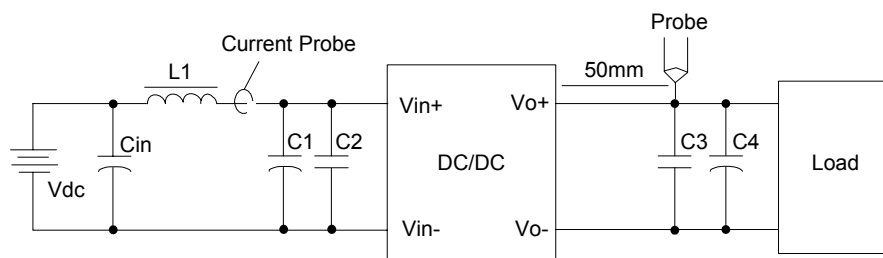 Probe
Current Probe
50mm
L1
Vin+
Vo+
Cin
C1
C2
C3
C4
DC/DC
Load
Vdc
Vin-
Vo-